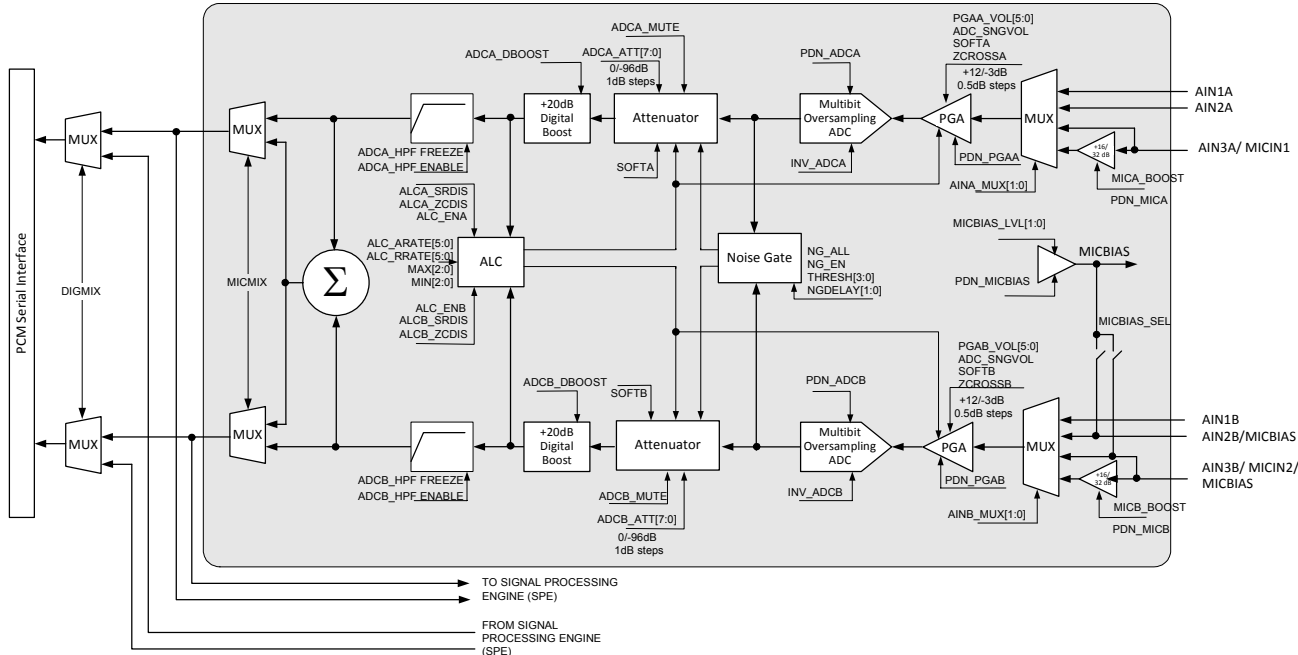 PCM Serial Interface
MUX
DIGMIX
MUX
MUX
MICMIX
MUX
Σ
ADCA_HPF FREEZE
ADCA_HPF_ENABLE
ADCA_DBOOST
+20dB
Digital
Boost
ADCA_MUTE
ADCA_ATT[7:0]
0/-96dB
1dB steps
Attenuator
SOFTA
PDN_ADCA
Multibit
Oversampling
ADC
INV_ADCA
PGAA_VOL[5:0]
ADC_SNGVOL
SOFTA
ZCROSSA
+12/-3dB
0.5dB steps
PGA
PDN_PGAA
MUX
AINA_MUX[1:0]
+16/
32 dB
MICA_BOOST
PDN_MICA
AIN1A
AIN2A
AIN3A/ MICIN1
ALCA_SRDIS
ALCA_ZCDIS
ALC_ENA
ALC_ARATE[5:0]
ALC_RRATE[5:0]
MAX[2:0]
MIN[2:0]
ALC
ALC_ENB
ALCB_SRDIS
ALCB_ZCDIS
Noise Gate
NG_ALL
NG_EN
THRESH[3:0]
NGDELAY[1:0]
MICBIAS_LVL[1:0]
MICBIAS
PDN_MICBIAS
MICBIAS_SEL
ADCB_HPF FREEZE
ADCB_HPF_ENABLE
ADCB_DBOOST
+20dB
Digital
Boost
SOFTB
Attenuator
ADCB_MUTE
ADCB_ATT[7:0]
0/-96dB
1dB steps
PDN_ADCB
Multibit
Oversampling
ADC
INV_ADCB
PGAB_VOL[5:0]
ADC_SNGVOL
SOFTB
ZCROSSB
+12/-3dB
0.5dB steps
PGA
PDN_PGAB
MUX
AINB_MUX[1:0]
+16/
32 dB
MICB_BOOST
PDN_MICB
AIN1B
AIN2B/MICBIAS
AIN3B/ MICIN2/
MICBIAS
TO SIGNAL PROCESSING
ENGINE (SPE)
FROM SIGNAL
PROCESSING ENGINE
(SPE)